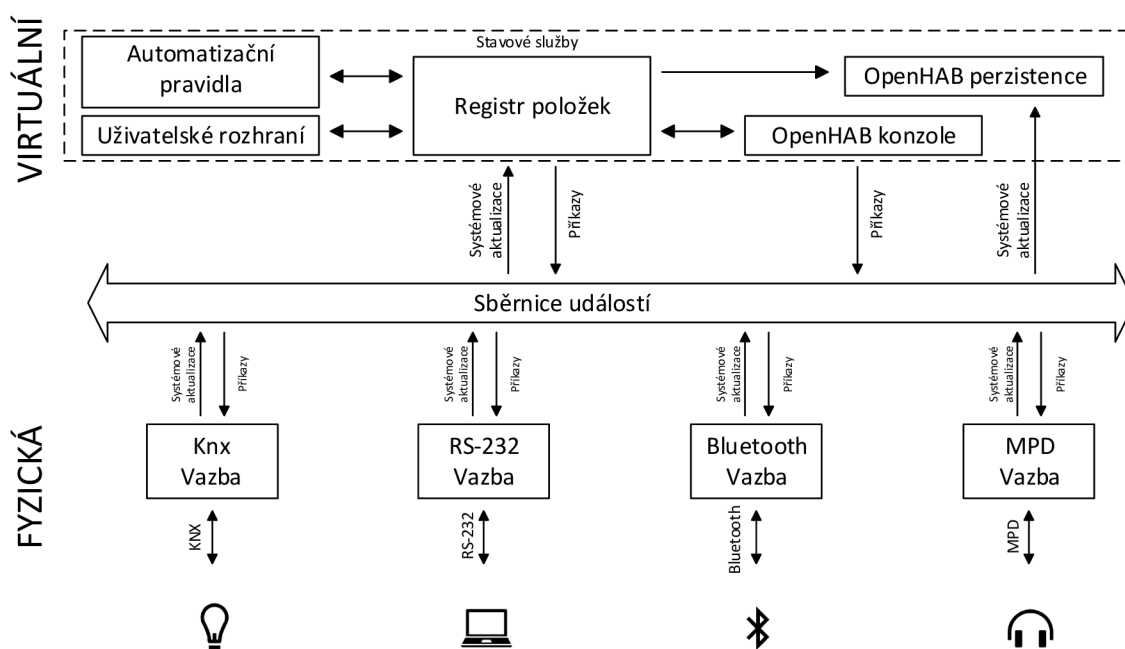 VIRTUÁLNÍ
Stavové služby
Automatizační
pravidla
Registr položek
OpenHAB perzistence
Uživatelské rozhraní
OpenHAB konzole
Systémové
aktualizace
Příkazy
Příkazy
Systémové
aktualizace
Sběrnice událostí
Systémové
aktualizace
Příkazy
Systémové
aktualizace
Příkazy
Systémové
aktualizace
Příkazy
Systémové
aktualizace
Příkazy
FYZICKÁ
Knx
Vazba
RS-232
Vazba
Bluetooth
Vazba
MPD
Vazba
KNX
RS-232
Bluetooth
MPD